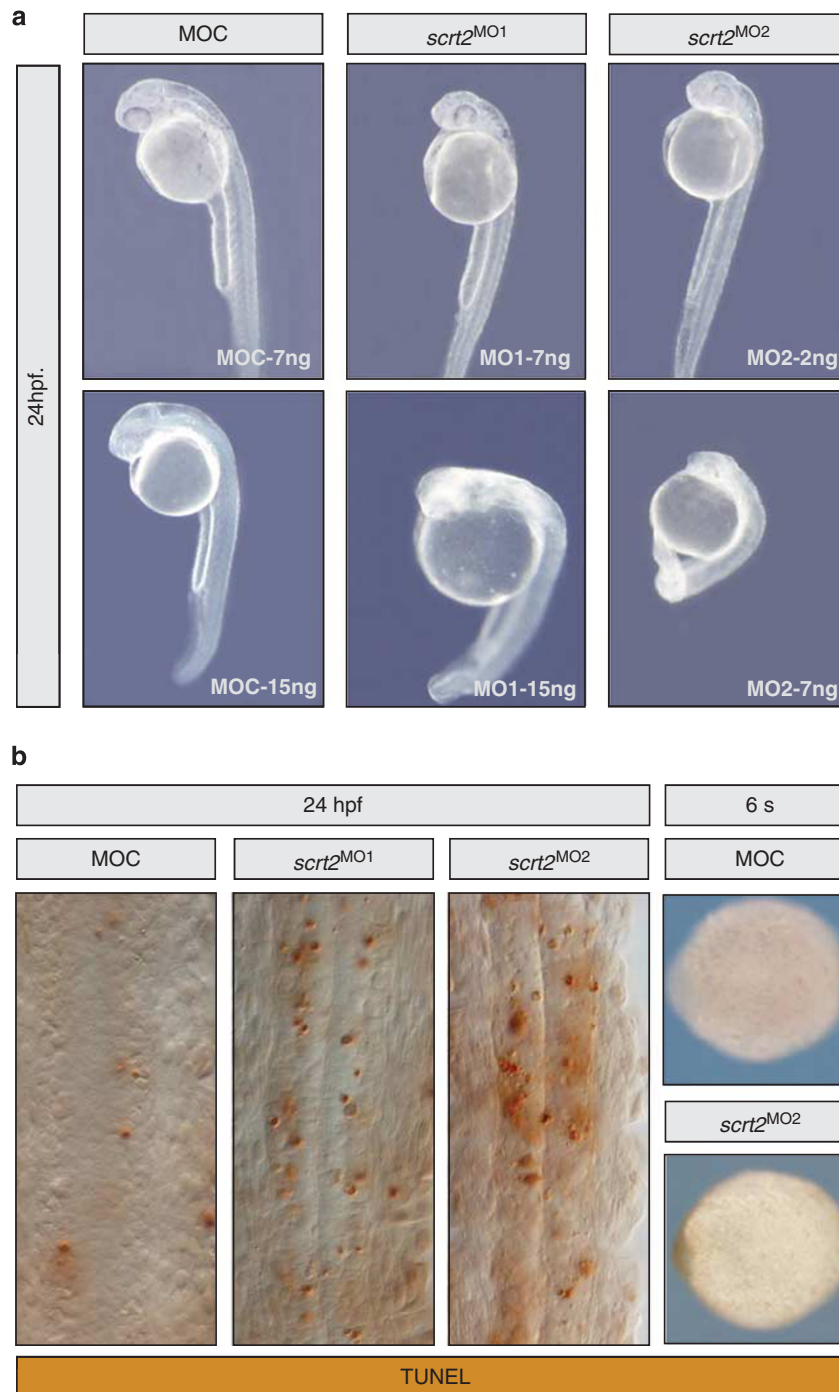 a
MOC
scrt2MO1
scrt2MO2
24hpf.
MOC-7ng
MO1-7ng
MO2-2ng
MOC-15ng
MO1-15ng
MO2-7ng
b
24 hpf
6 s
MOC
scrt2MO1
scrt2MO2
MOC
scrt2MO2
TUNEL